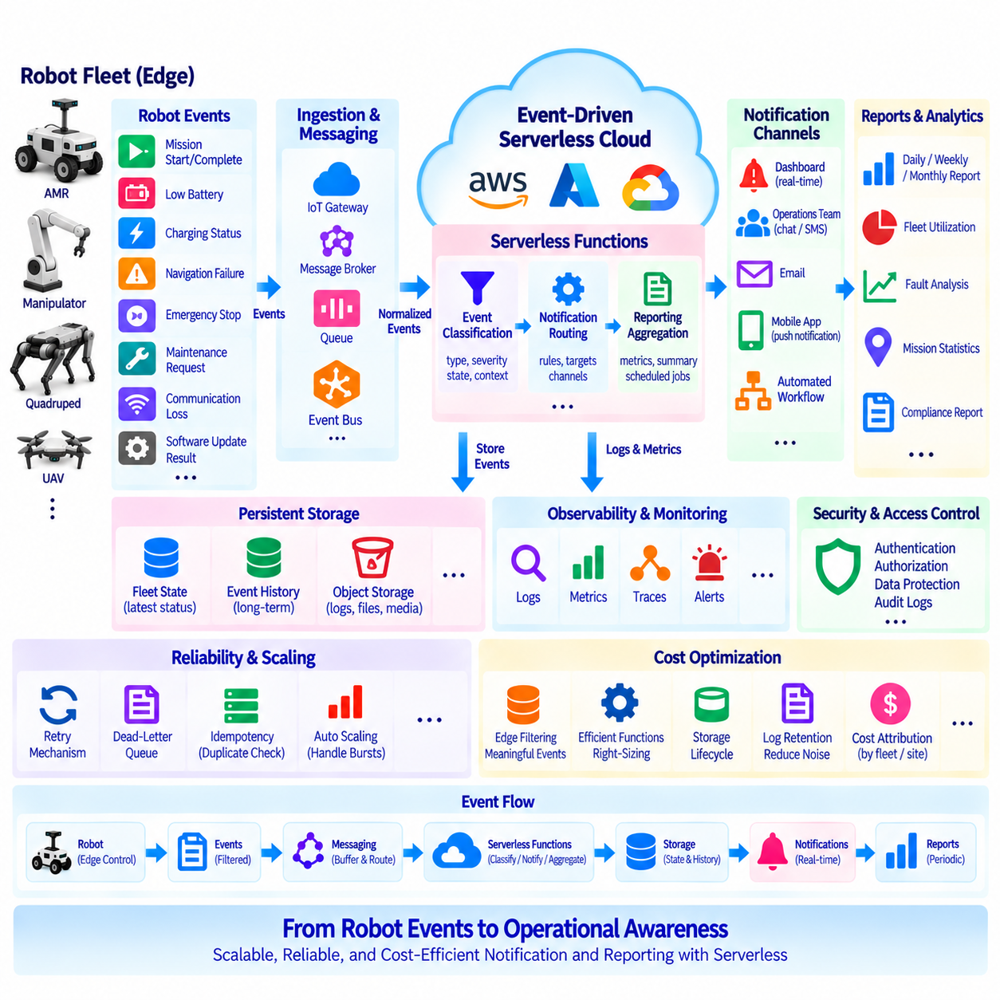 Robot Fleet (Edge)
AMR
Manipulator
Quadruped
UAV
Robot Events
Mission
Start/Complete
Low Battery
Charging Status
Navigation Failure
Emergency Stop
Maintenance
Request
Communication
Loss
Software Update
Result
...
Events
Ingestion &
Messaging
IoT Gateway
Message Broker
Queue
Event Bus
...
Normalized
Events
Event-Driven
Serverless Cloud
aws
Serverless Functions
Event
Classification
type, severity
state, context
Notification
Routing
rules, targets
channels
Reporting
Aggregation
metrics, summary
scheduled jobs
...
Notification
Channels
Dashboard
(real-time)
Operations Team
(chat / SMS)
Email
Mobile App
(push notification)
Automated
Workflow
...
Reports & Analytics
Daily / Weekly
/ Monthly Report
Fleet Utilization
Fault Analysis
Mission Statistics
Compliance Report
...
Store
Events
Logs & Metrics
Persistent Storage
Fleet State
(latest status)
Event History
(long-term)
Object Storage
(logs, files, media)
...
Observability & Monitoring
Logs
Metrics
Traces
Alerts
...
Security & Access Control
Authentication
Authorization
Data Protection
Audit Logs
...
Reliability & Scaling
Retry
Mechanism
Dead-Letter
Queue
Idempotency
(Duplicate Check)
Auto Scaling
(Handle Bursts)
...
Cost Optimization
Edge Filtering
Meaningful Events
Efficient Functions
Right-Sizing
Storage
Lifecycle
Log Retention
Reduce Noise
$
Cost Attribution
(by fleet / site)
...
Event Flow
Robot
(Edge Control)
Events
(Filtered)
Messaging
(Buffer & Route)
Serverless Functions
(Classify / Notify / Aggregate)
Storage
(State & History)
Notifications
(Real-time)
Reports
(Periodic)
From Robot Events to Operational Awareness
Scalable, Reliable, and Cost-Efficient Notification and Reporting with Serverless